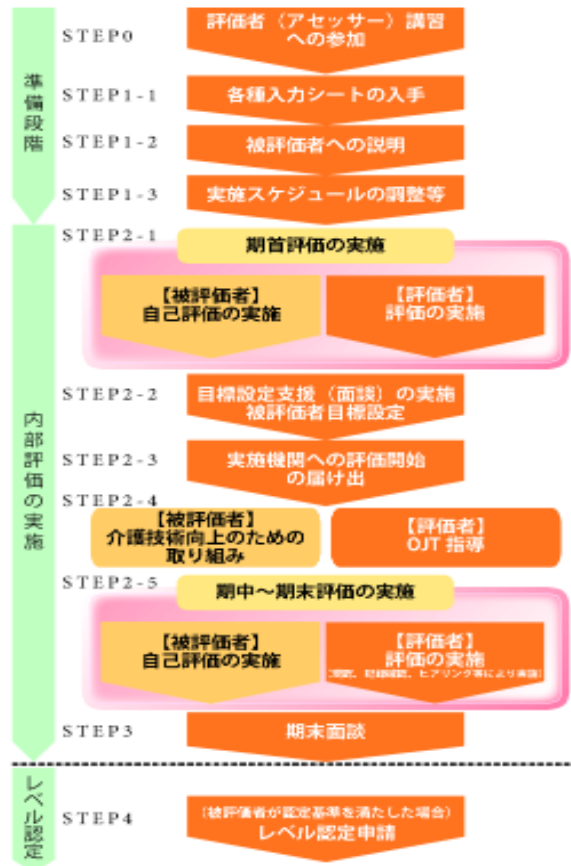 準備段階
STEP0
評価者（アセッサー）講習
への参加
STEP1-1
各種入力シートの入手
STEP1-2
被評価者への説明
STEP1-3
実施スケジュールの調整等
内部評価の実施
STEP2-1
期首評価の実施
【被評価者】
自己評価の実施
【評価者】
評価の実施
STEP2-2
目標設定支援（面談）の実施
被評価者目標設定
STEP2-3
実施機関への評価開始
の届け出
STEP2-4
【被評価者】
介護技術向上のための
取り組み
【評価者】
OJT 指導
STEP2-5
期中～期末評価の実施
【被評価者】
自己評価の実施
【評価者】
評価の実施
ヒアリング等により実施）
STEP3
期末面談
レベル認定
STEP4
（被評価者が認定基準を満たした場合）
レベル認定申請